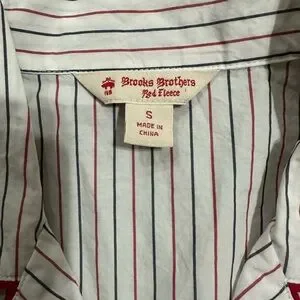 Brooks Brothers
Red Fleece
S
MADE IN
CHINA